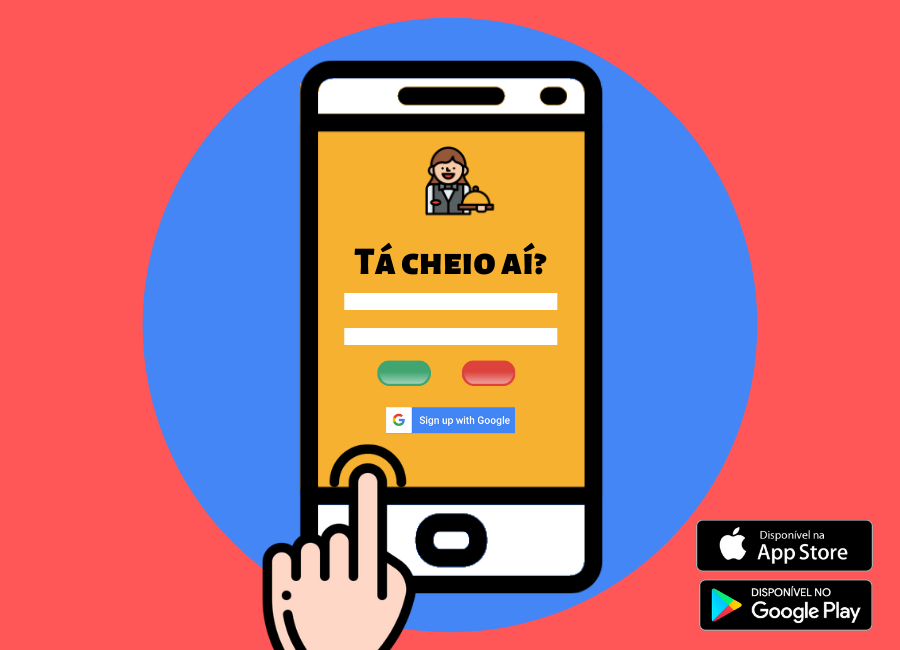 Tá cheio aí?
Sign up with Google
Disponível na
App Store
DISPONÍVEL NO
Google Play